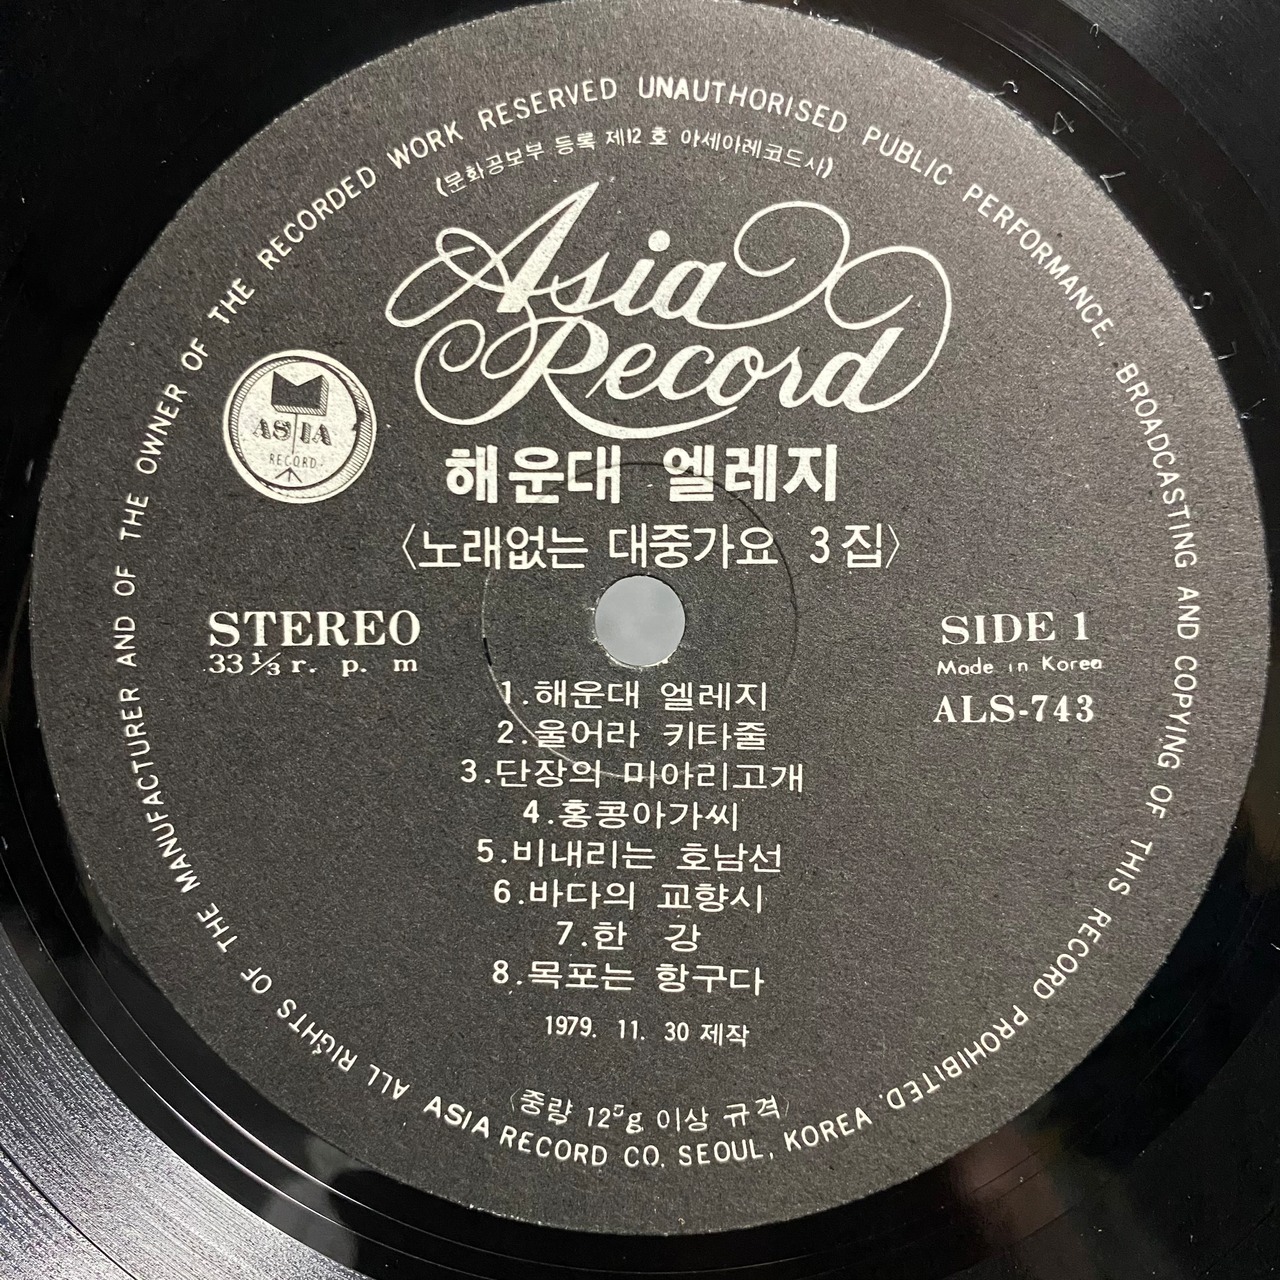 ALL RIGHTS OF THE MANUFACTURER AND OF THE OWNER OF THE RECORDED WORK RESERVED UNAUTHORISED PUBLIC PERFORMANCE, BROADCASTING AND COPYING OF THIS RECORD PROHIBITED.
(문화공보부 등록 제12호 아세아레코드사)
Asia
Record
ASIA
RECORD
해운대 엘레지
〈노래없는 대중가요 3집〉
STEREO
33 1/3 r. p. m
SIDE 1
Made in Korea
ALS-743
1.해운대 엘레지
2.울어라 키타줄
3.단장의 미아리고개
4.홍콩아가씨
5.비내리는 호남선
6.바다의 교향시
7.한 강
8.목포는 항구다
1979. 11. 30 제작
〈중량 125g 이상 규격〉
ASIA RECORD CO. SEOUL, KOREA